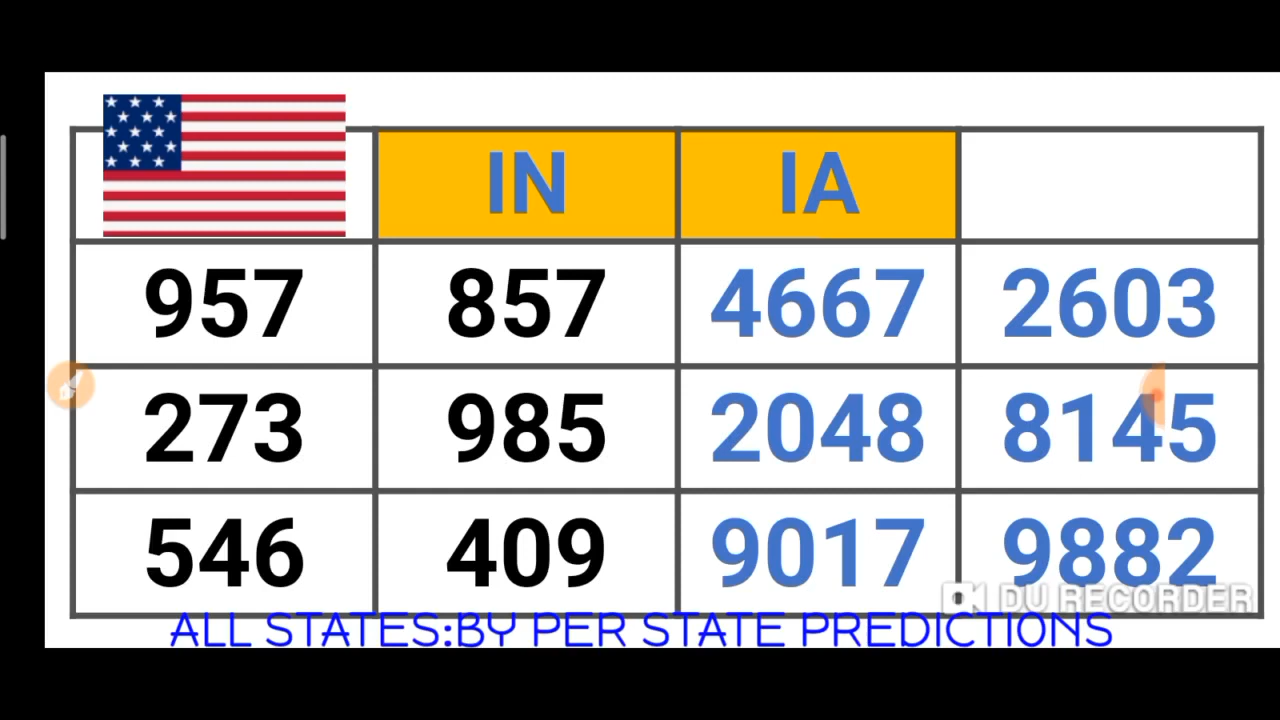 IN IA
957 857 4667 2603
273 985 2048 8145
546 409 9017 9882
DU RECORDER
ALL STATES:BY PER STATE PREDICTIONS